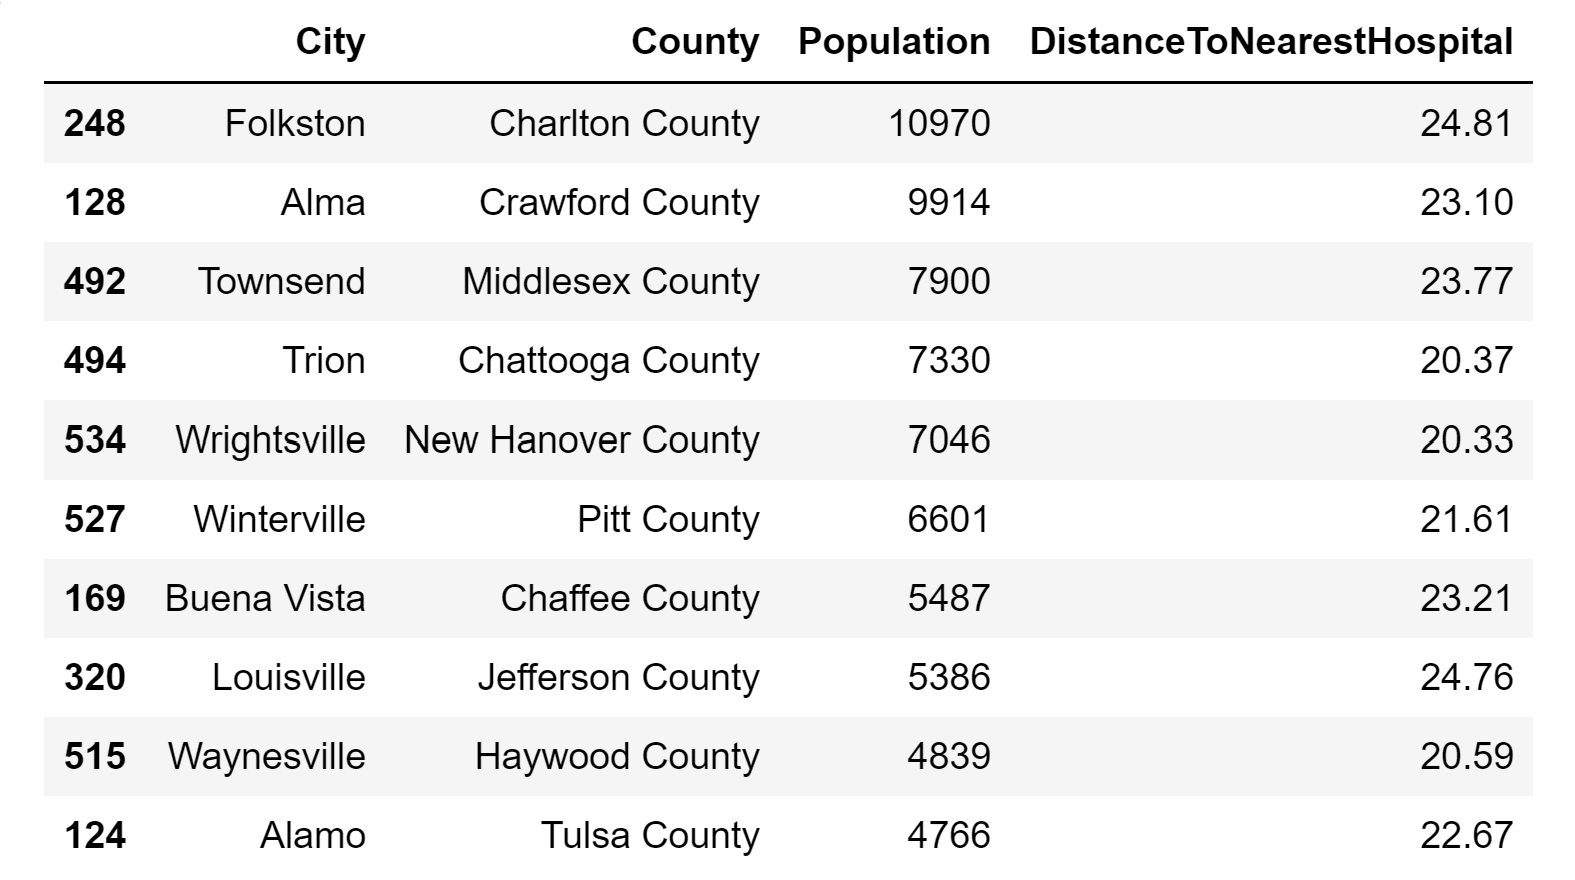 City County Population DistanceToNearestHospital
248 Folkston Charlton County 10970 24.81
128 Alma Crawford County 9914 23.10
492 Townsend Middlesex County 7900 23.77
494 Trion Chattooga County 7330 20.37
534 Wrightsville New Hanover County 7046 20.33
527 Winterville Pitt County 6601 21.61
169 Buena Vista Chaffee County 5487 23.21
320 Louisville Jefferson County 5386 24.76
515 Waynesville Haywood County 4839 20.59
124 Alamo Tulsa County 4766 22.67